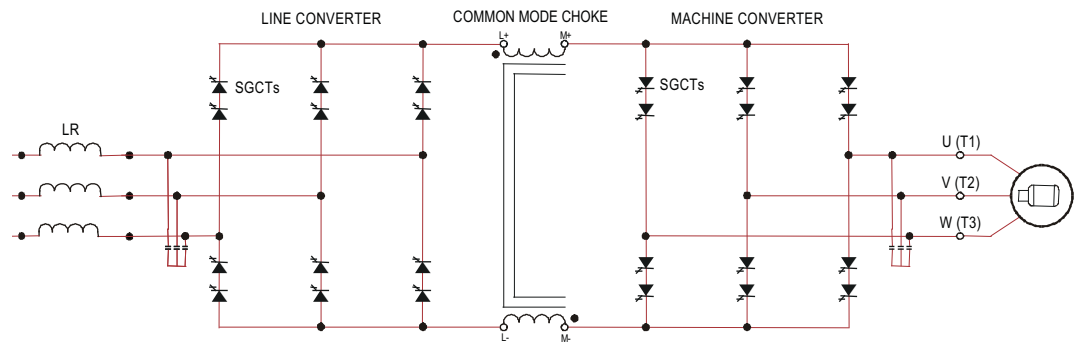 LINE CONVERTER
COMMON MODE CHOKE
MACHINE CONVERTER
L+
M+
SGCTs
SGCTs
LR
U (T1)
V (T2)
W (T3)
L-
M-